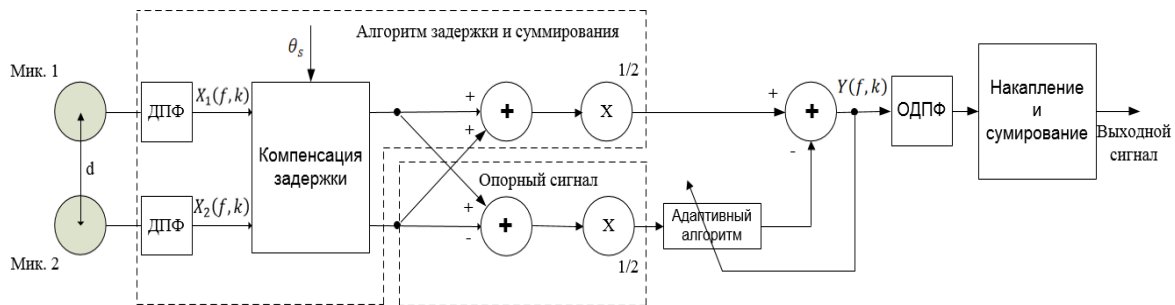 Алгоритм задержки и суммирования
θₛ
Мик. 1
ДПФ
X₁(f,k)
+
+
+
1/2
X
+
+
-
Y(f,k)
ОДПФ
Накапление
и
сумирование
Выходной
сигнал
d
Компенсация
задержки
Опорный сигнал
Мик. 2
ДПФ
X₂(f,k)
+
-
+
X
1/2
Адаптивный
алгоритм